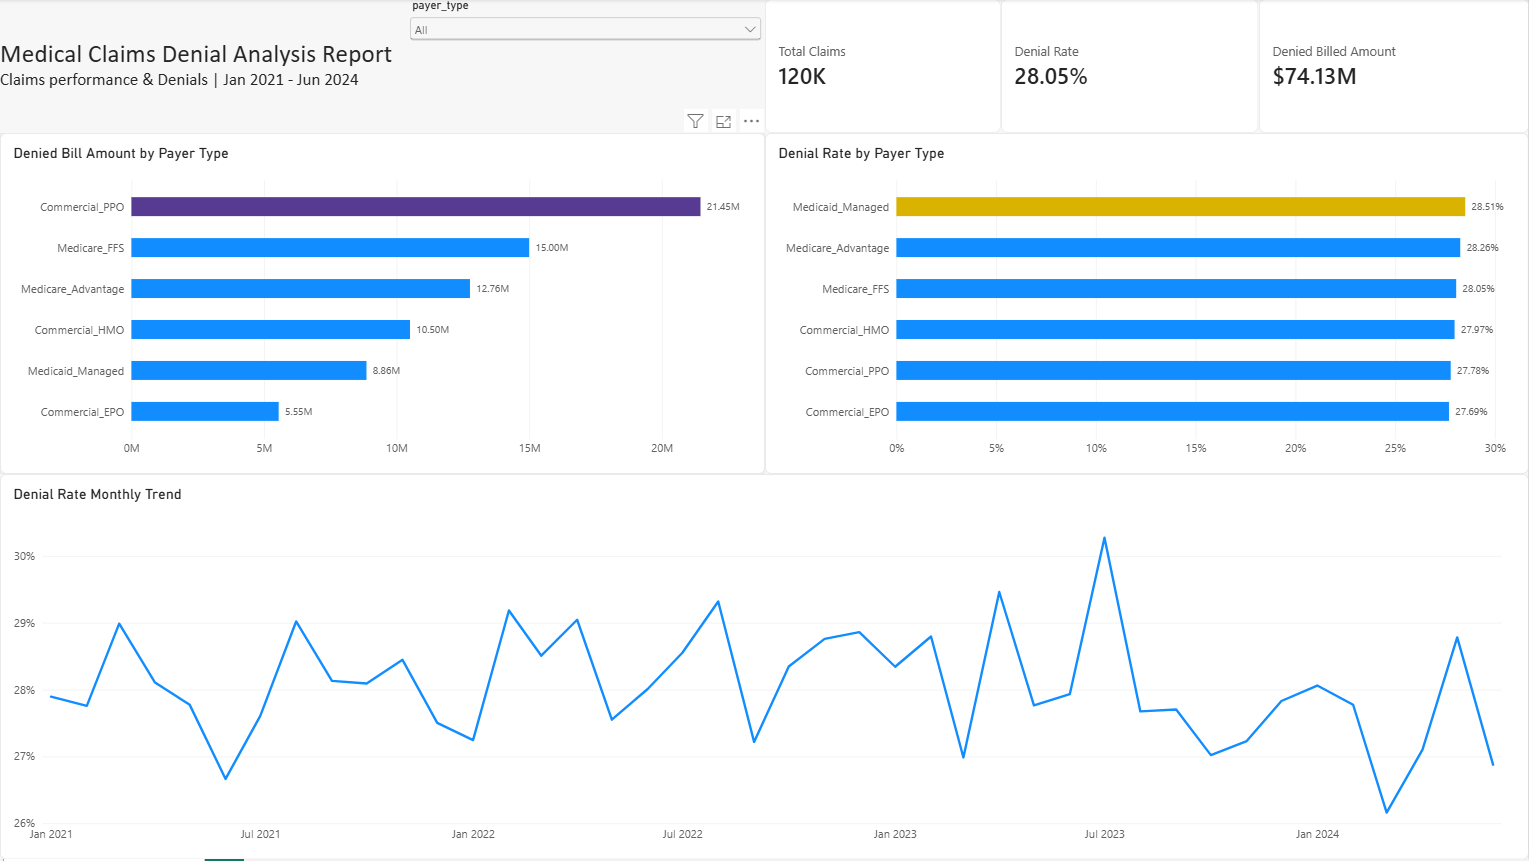 payer_type
All
Medical Claims Denial Analysis Report
Claims performance & Denials | Jan 2021 - Jun 2024
Total Claims
120K
Denial Rate
28.05%
Denied Billed Amount
$74.13M
Denied Bill Amount by Payer Type
Commercial_PPO 21.45M
Medicare_FFS 15.00M
Medicare_Advantage 12.76M
Commercial_HMO 10.50M
Medicaid_Managed 8.86M
Commercial_EPO 5.55M
0M 5M 10M 15M 20M
Denial Rate by Payer Type
Medicaid_Managed 28.51%
Medicare_Advantage 28.26%
Medicare_FFS 28.05%
Commercial_HMO 27.97%
Commercial_PPO 27.78%
Commercial_EPO 27.69%
0% 5% 10% 15% 20% 25% 30%
Denial Rate Monthly Trend
30%
29%
28%
27%
26%
Jan 2021 Jul 2021 Jan 2022 Jul 2022 Jan 2023 Jul 2023 Jan 2024